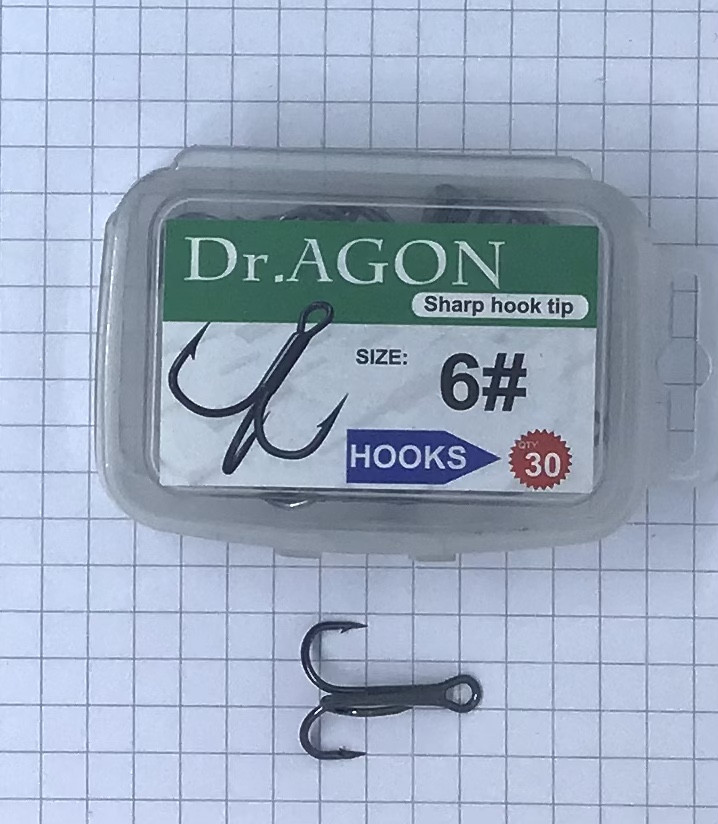 Dr.AGON
Sharp hook tip
SIZE: 6#
HOOKS
QTY
30